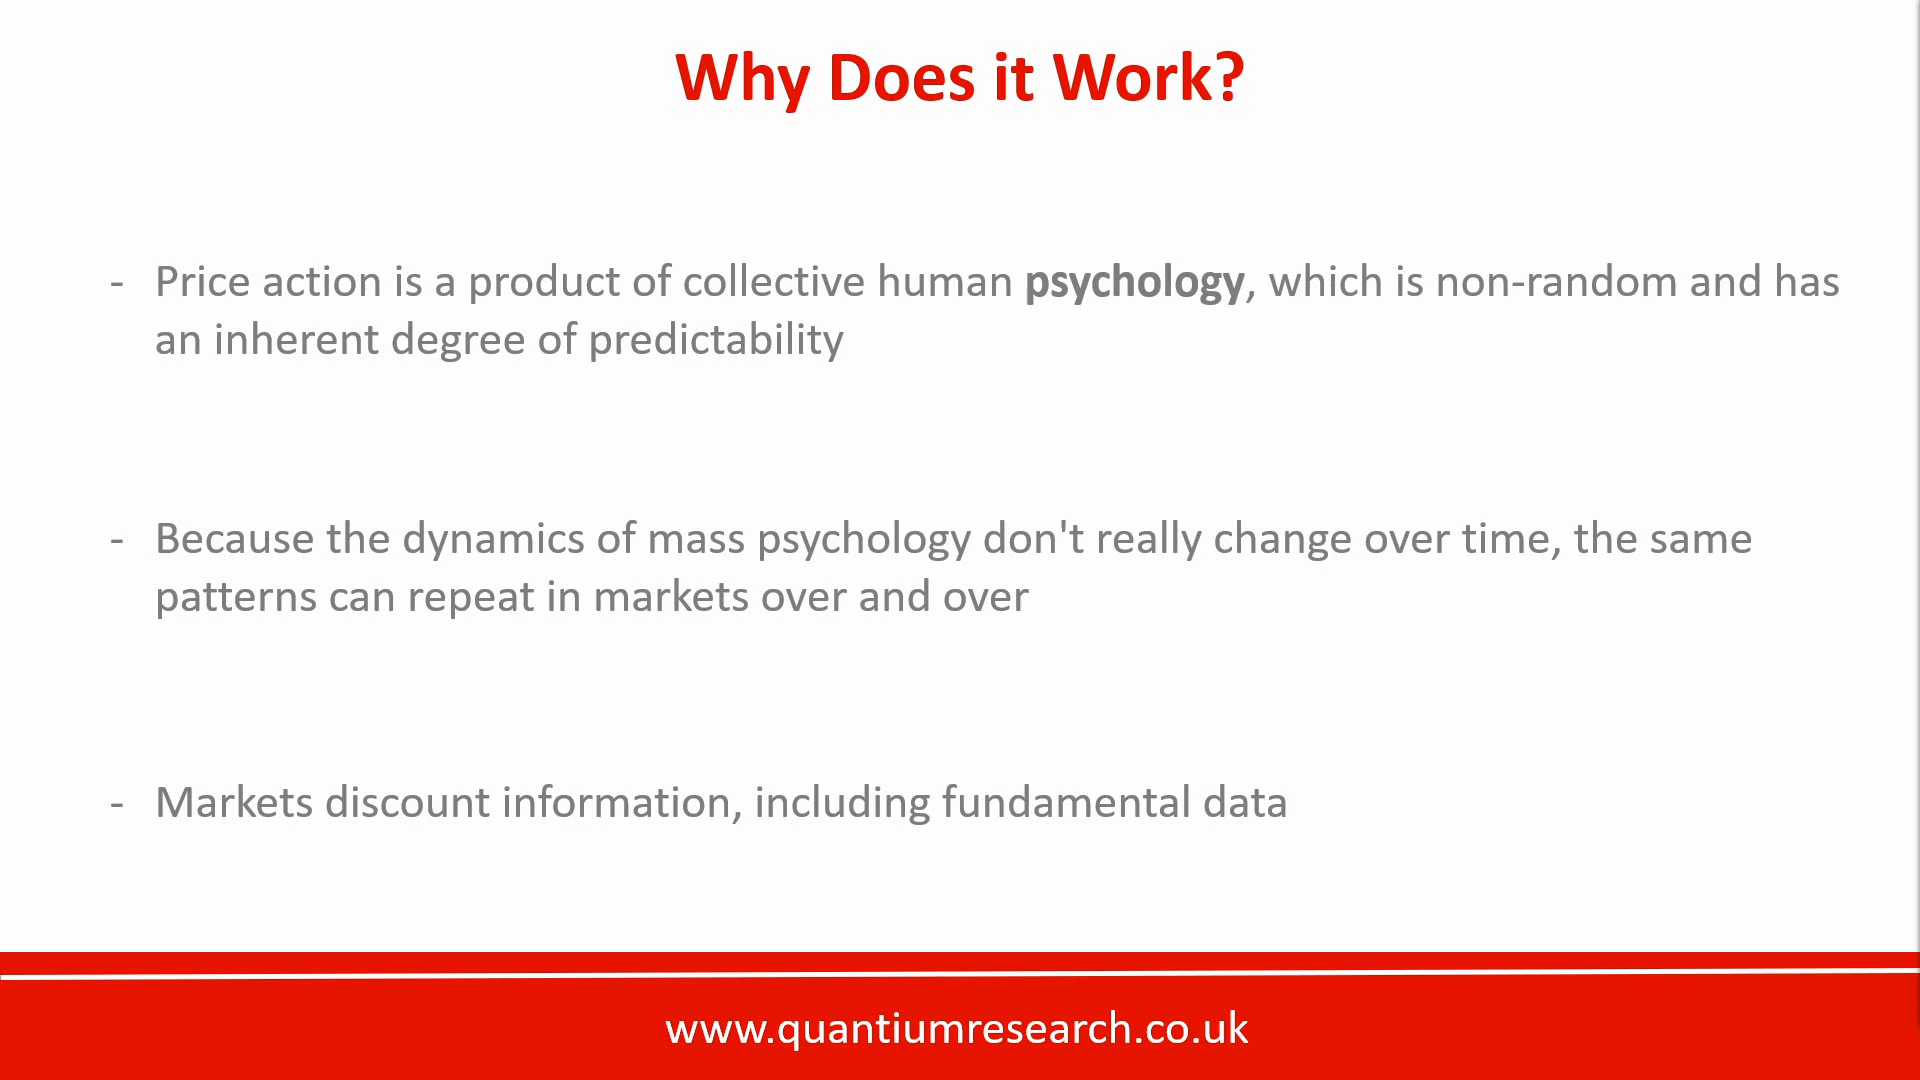 Why Does it Work?
- Price action is a product of collective human psychology, which is non-random and has
an inherent degree of predictability
- Because the dynamics of mass psychology don't really change over time, the same
patterns can repeat in markets over and over
- Markets discount information, including fundamental data
www.quantiumresearch.co.uk